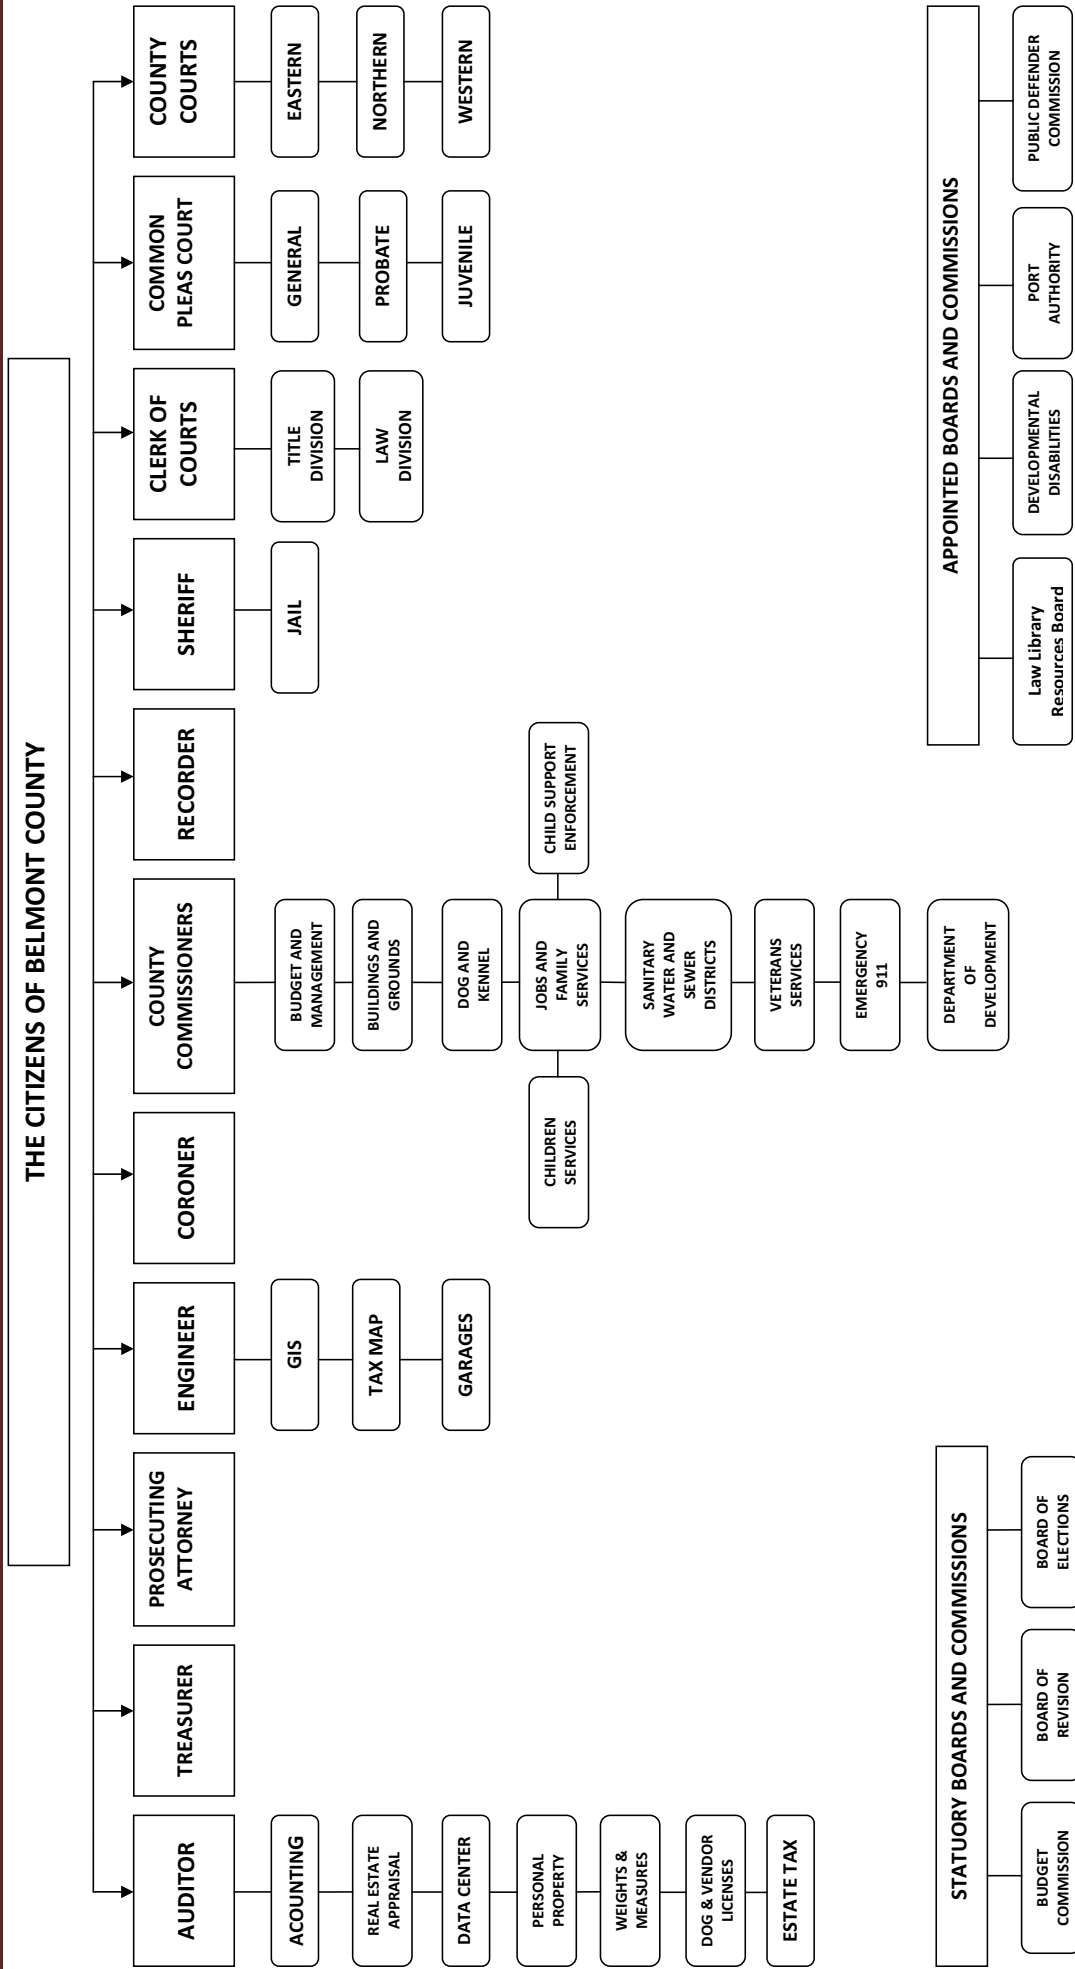 THE CITIZENS OF BELMONT COUNTY
AUDITOR
TREASURER
PROSECUTING
ATTORNEY
ENGINEER
CORONER
COUNTY
COMMISSIONERS
RECORDER
SHERIFF
CLERK OF
COURTS
COMMON
PLEAS COURT
COUNTY
COURTS
ACOUNTING
REAL ESTATE
APPRAISAL
DATA CENTER
PERSONAL
PROPERTY
WEIGHTS &
MEASURES
DOG & VENDOR
LICENSES
ESTATE TAX
GIS
TAX MAP
GARAGES
BUDGET AND
MANAGEMENT
BUILDINGS AND
GROUNDS
DOG AND
KENNEL
CHILDREN
SERVICES
JOBS AND
FAMILY
SERVICES
CHILD SUPPORT
ENFORCEMENT
SANITARY
WATER AND
SEWER
DISTRICTS
VETERANS
SERVICES
EMERGENCY
911
DEPARTMENT
OF
DEVELOPMENT
JAIL
TITLE
DIVISION
LAW
DIVISION
GENERAL
PROBATE
JUVENILE
EASTERN
NORTHERN
WESTERN
STATUORY BOARDS AND COMMISSIONS
BUDGET
COMMISSION
BOARD OF
REVISION
BOARD OF
ELECTIONS
APPOINTED BOARDS AND COMMISSIONS
Law Library
Resources Board
DEVELOPMENTAL
DISABILITIES
PORT
AUTHORITY
PUBLIC DEFENDER
COMMISSION